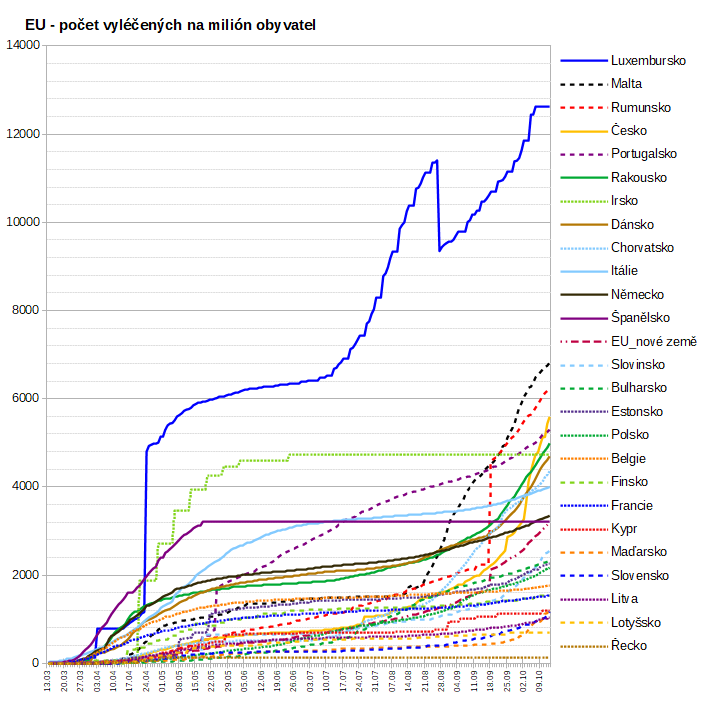 EU - počet vyléčených na milión obyvatel
14000
12000
10000
8000
6000
4000
2000
0
13.03
20.03
27.03
03.04
10.04
17.04
24.04
01.05
08.05
15.05
22.05
29.05
05.06
12.06
19.06
26.06
03.07
10.07
17.07
24.07
31.07
07.08
14.08
21.08
28.08
04.09
11.09
18.09
25.09
02.10
09.10
Luxembursko
Malta
Rumunsko
Česko
Portugalsko
Rakousko
Irsko
Dánsko
Chorvatsko
Itálie
Německo
Španělsko
EU_nové země
Slovinsko
Bulharsko
Estonsko
Polsko
Belgie
Finsko
Francie
Kypr
Maďarsko
Slovensko
Litva
Lotyšsko
Řecko